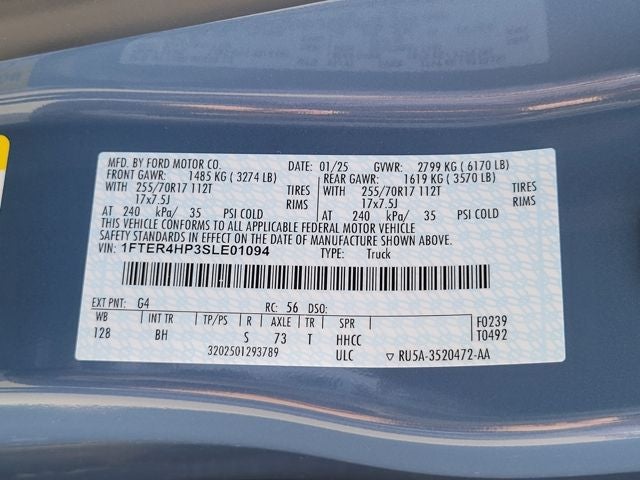 MFD. BY FORD MOTOR CO. DATE: 01/25 GVWR: 2799 KG ( 6170 LB)
FRONT GAWR: 1485 KG ( 3274 LB) REAR GAWR: 1619 KG ( 3570 LB)
WITH 255/70R17 112T TIRES WITH 255/70R17 112T TIRES
17x7.5J RIMS 17x7.5J RIMS
AT 240 kPa/ 35 PSI COLD AT 240 kPa/ 35 PSI COLD
THIS VEHICLE CONFORMS TO ALL APPLICABLE FEDERAL MOTOR VEHICLE
SAFETY STANDARDS IN EFFECT ON THE DATE OF MANUFACTURE SHOWN ABOVE.
VIN: 1FTER4HP3SLE01094 TYPE: Truck
EXT PNT: G4 RC: 56 DSO: F0239
WB INT TR TP/PS R AXLE TR SPR T0492
128 BH S 73 T HHCC
3202501293789 ULC ▽ RU5A-3520472-AA